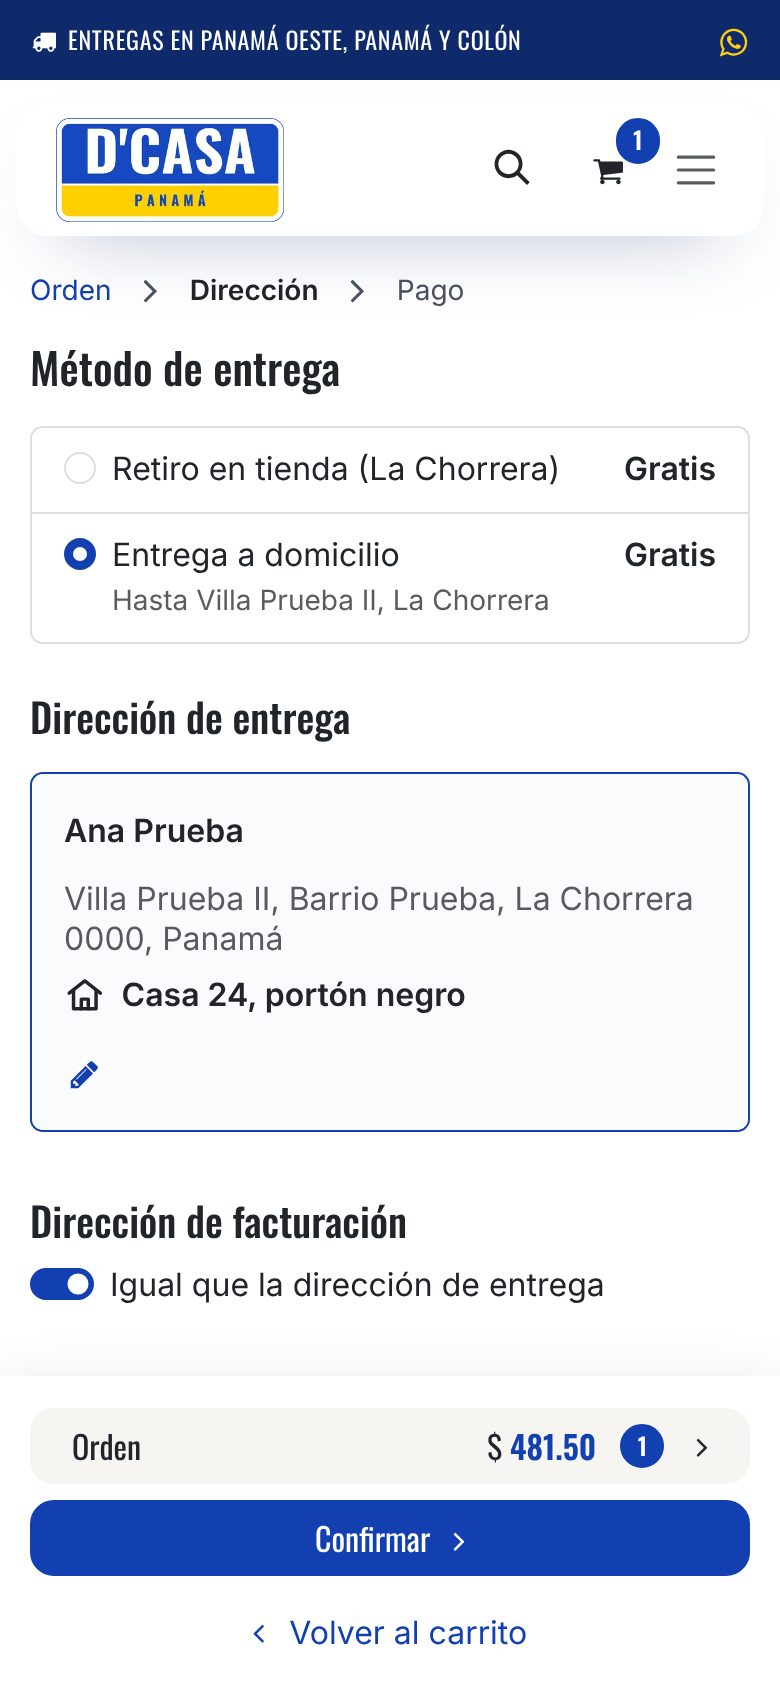 ENTREGAS EN PANAMÁ OESTE, PANAMÁ Y COLÓN
D'CASA
PANAMÁ
1
Orden > Dirección > Pago
Método de entrega
Retiro en tienda (La Chorrera) Gratis
Entrega a domicilio Gratis
Hasta Villa Prueba II, La Chorrera
Dirección de entrega
Ana Prueba
Villa Prueba II, Barrio Prueba, La Chorrera
0000, Panamá
Casa 24, portón negro
Dirección de facturación
Igual que la dirección de entrega
Orden $ 481.50 1 >
Confirmar >
< Volver al carrito